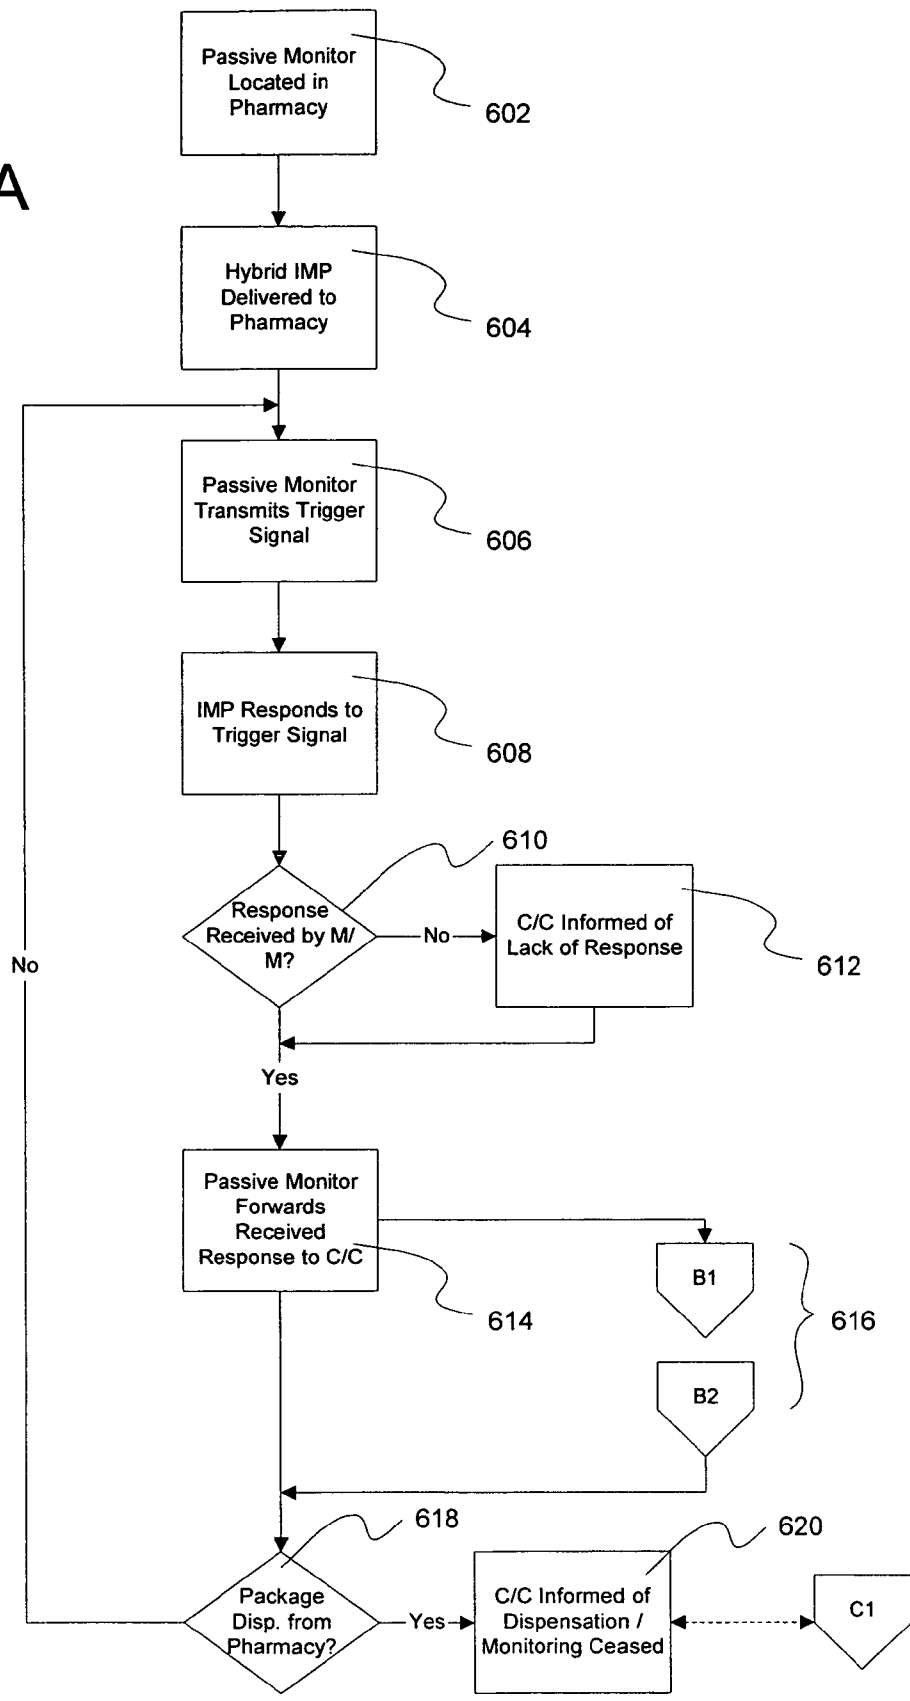 Passive Monitor
Located in
Pharmacy
602
A
Hybrid IMP
Delivered to
Pharmacy
604
Passive Monitor
Transmits Trigger
Signal
606
IMP Responds to
Trigger Signal
608
610
Response
Received by M/
M?
No
C/C Informed of
Lack of Response
612
No
Yes
Passive Monitor
Forwards
Received
Response to C/C
614
B1
616
B2
618
Package
Disp. from
Pharmacy?
Yes
620
C/C Informed of
Dispensation /
Monitoring Ceased
C1